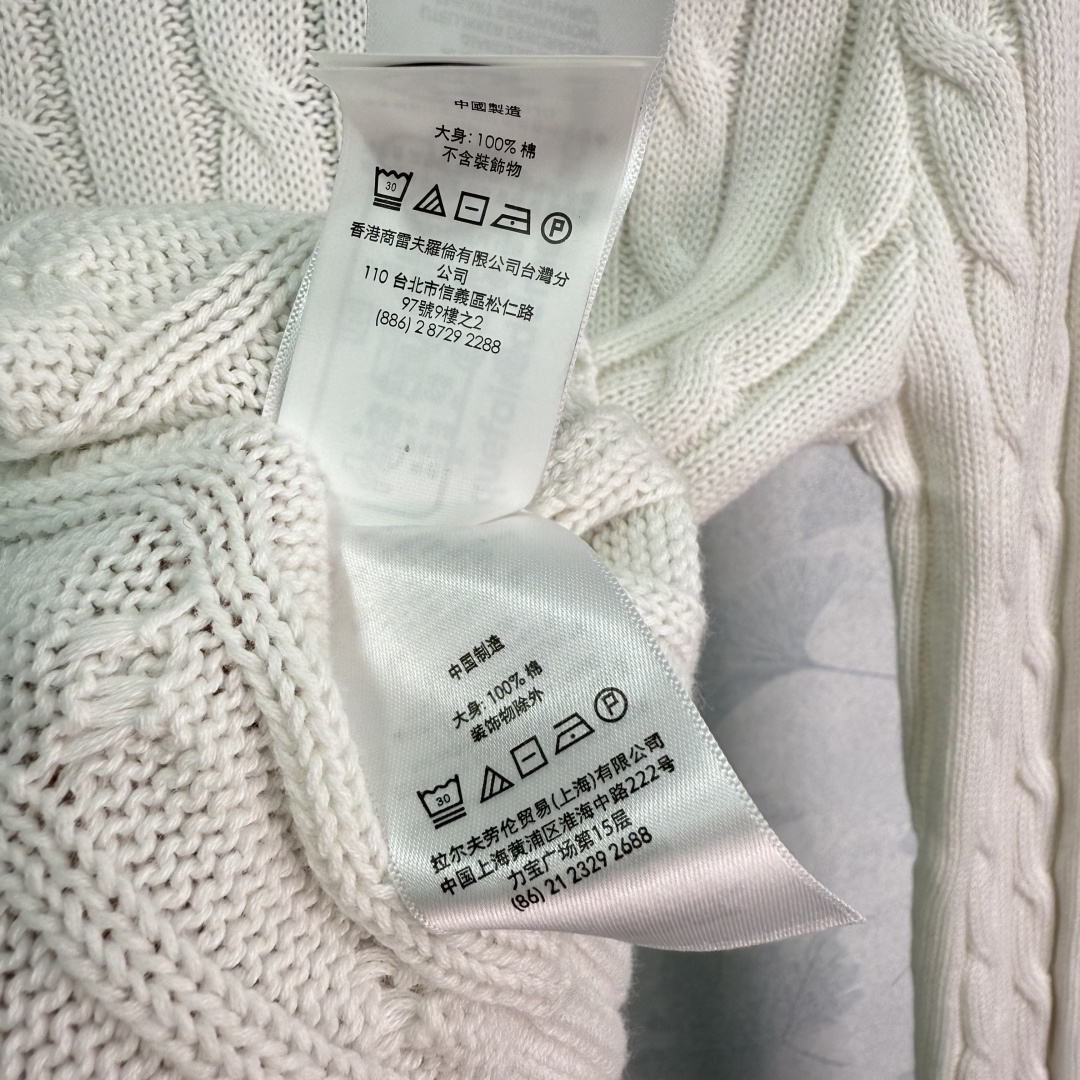 中國製造
大身: 100% 棉
不含裝飾物
30
P
香港商雷夫羅倫有限公司台灣分
公司
110 台北市信義區松仁路
97號9樓之2
(886) 2 8729 2288
中国制造
大身: 100% 棉
装饰物除外
30
P
拉尔夫劳伦贸易(上海)有限公司
中国上海黄浦区淮海中路222号
力宝广场第15层
(86) 21 2329 2688